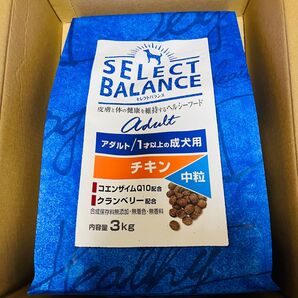 SELECT
BALANCE
セレクトバランス
皮膚と体の健康を維持するヘルシーフード
adult
アダルト/1才以上の成犬用
チキン
中粒
コエンザイムQ10配合
クランベリー配合
合成保存料無添加・無着色・無香料
内容量 3kg
Healthy